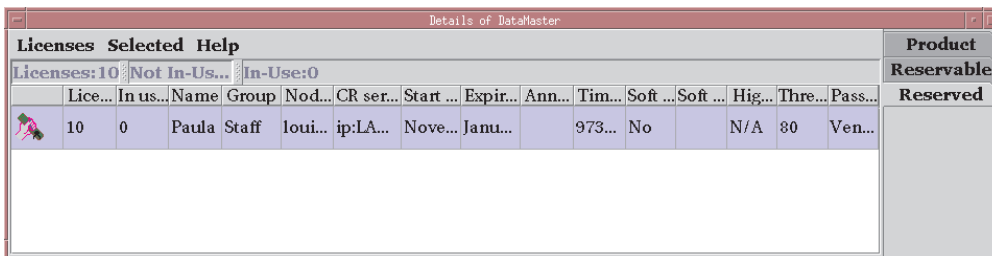 Details of DataMaster
Licenses Selected Help
Product
Licenses:10 Not In-Us... In-Use:0
Reservable
Lice... In us... Name Group Nod... CR ser... Start ... Expir... Ann... Tim... Soft ... Soft ... Hig... Thre... Pass...
Reserved
10 0 Paula Staff loui... ip:LA... Nove... Janu... 973... No N/A 80 Ven...